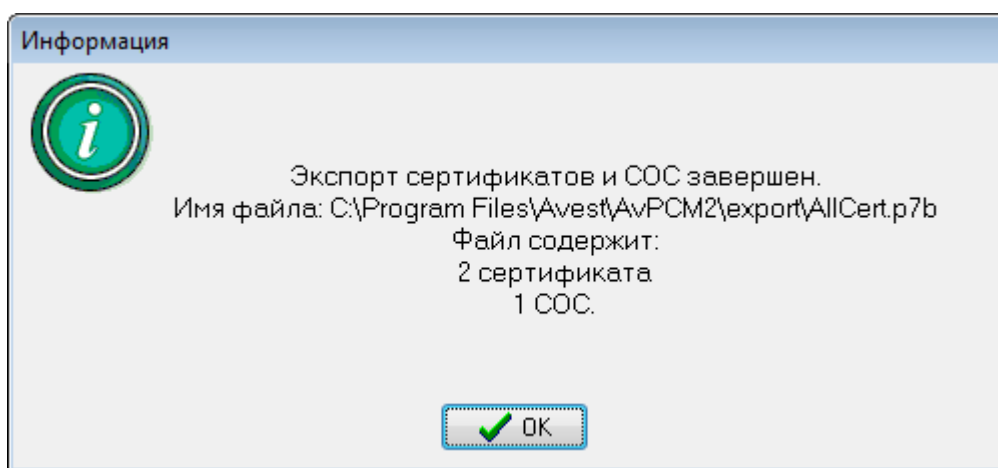 Информация
Экспорт сертификатов и СОС завершен.
Имя файла: C:\Program Files\Avest\AvPCM2\export\AllCert.p7b
Файл содержит:
2 сертификата
1 СОС.
OK